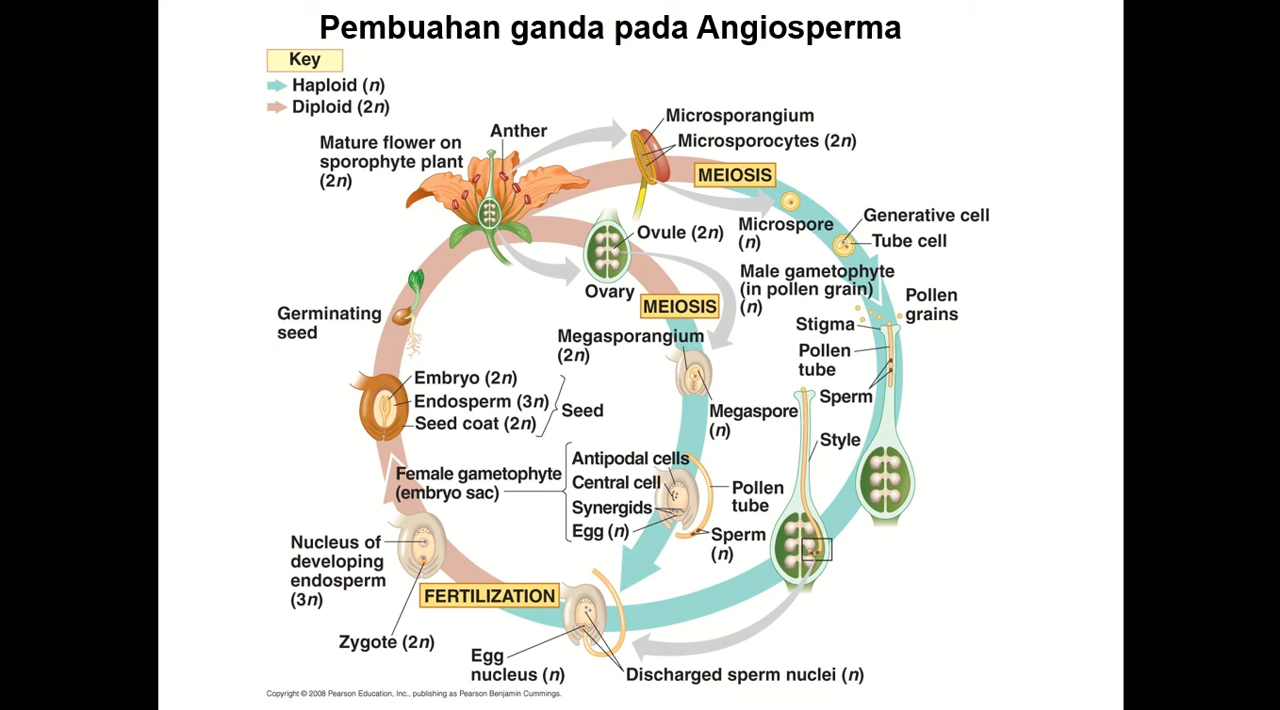 Pembuahan ganda pada Angiosperma
Key
Haploid (n)
Diploid (2n)
Mature flower on
sporophyte plant
(2n)
Anther
Microsporangium
Microsporocytes (2n)
MEIOSIS
Microspore
(n)
Generative cell
Tube cell
Ovule (2n)
Ovary
Male gametophyte
(in pollen grain)
(n)
Pollen
grains
MEIOSIS
Stigma
Pollen
tube
Sperm
Megasporangium
(2n)
Germinating
seed
Megaspore
(n)
Style
Embryo (2n)
Endosperm (3n)
Seed coat (2n)
Seed
Female gametophyte
(embryo sac)
Antipodal cells
Central cell
Synergids
Egg (n)
Pollen
tube
Sperm
(n)
Nucleus of
developing
endosperm
(3n)
FERTILIZATION
Zygote (2n)
Egg
nucleus (n)
Discharged sperm nuclei (n)
Copyright © 2008 Pearson Education, Inc., publishing as Pearson Benjamin Cummings.